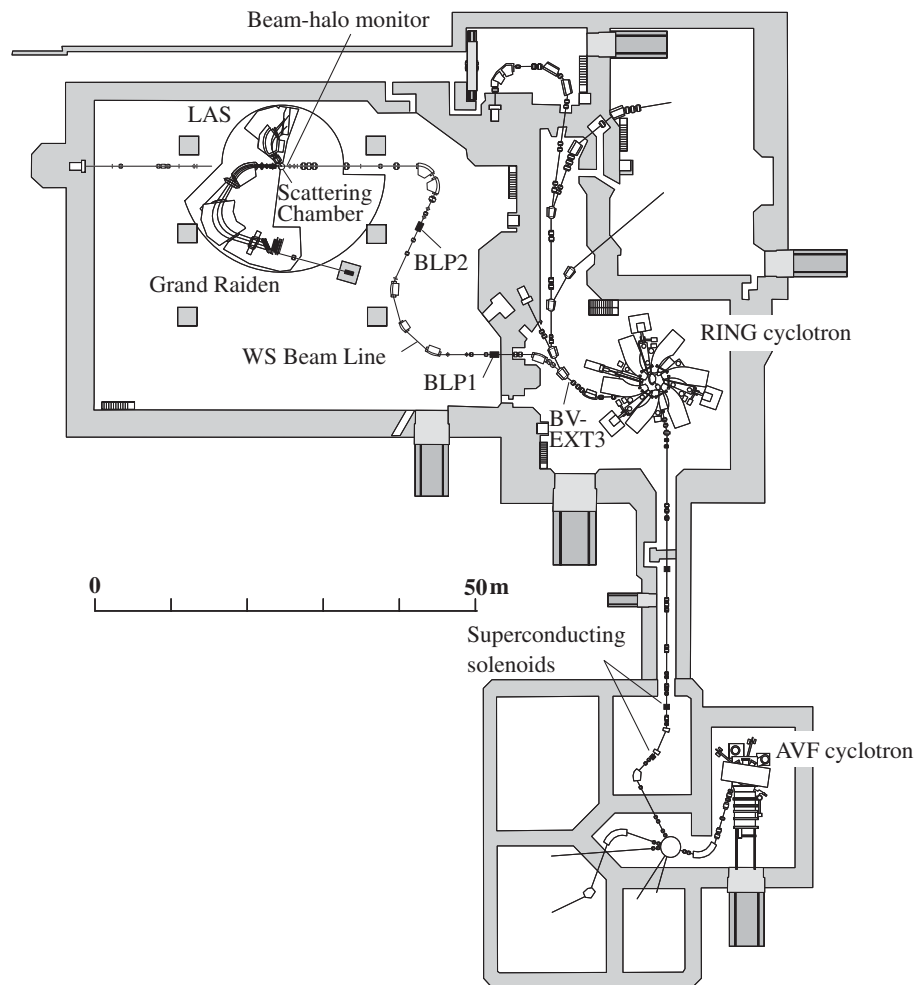 Beam-halo monitor
LAS
Scattering
Chamber
BLP2
Grand Raiden
RING cyclotron
WS Beam Line
BLP1
BV-
EXT3
0
50 m
Superconducting
solenoids
AVF cyclotron